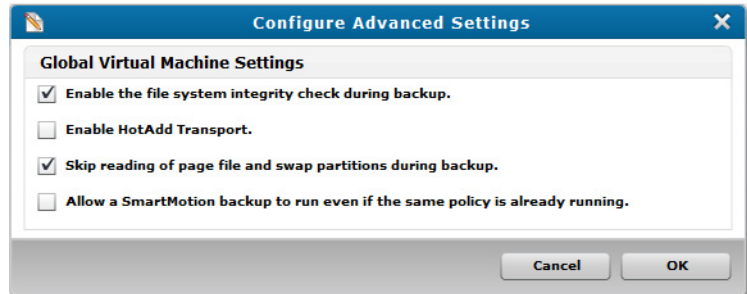 Configure Advanced Settings
Global Virtual Machine Settings
Enable the file system integrity check during backup.
Enable HotAdd Transport.
Skip reading of page file and swap partitions during backup.
Allow a SmartMotion backup to run even if the same policy is already running.
Cancel OK